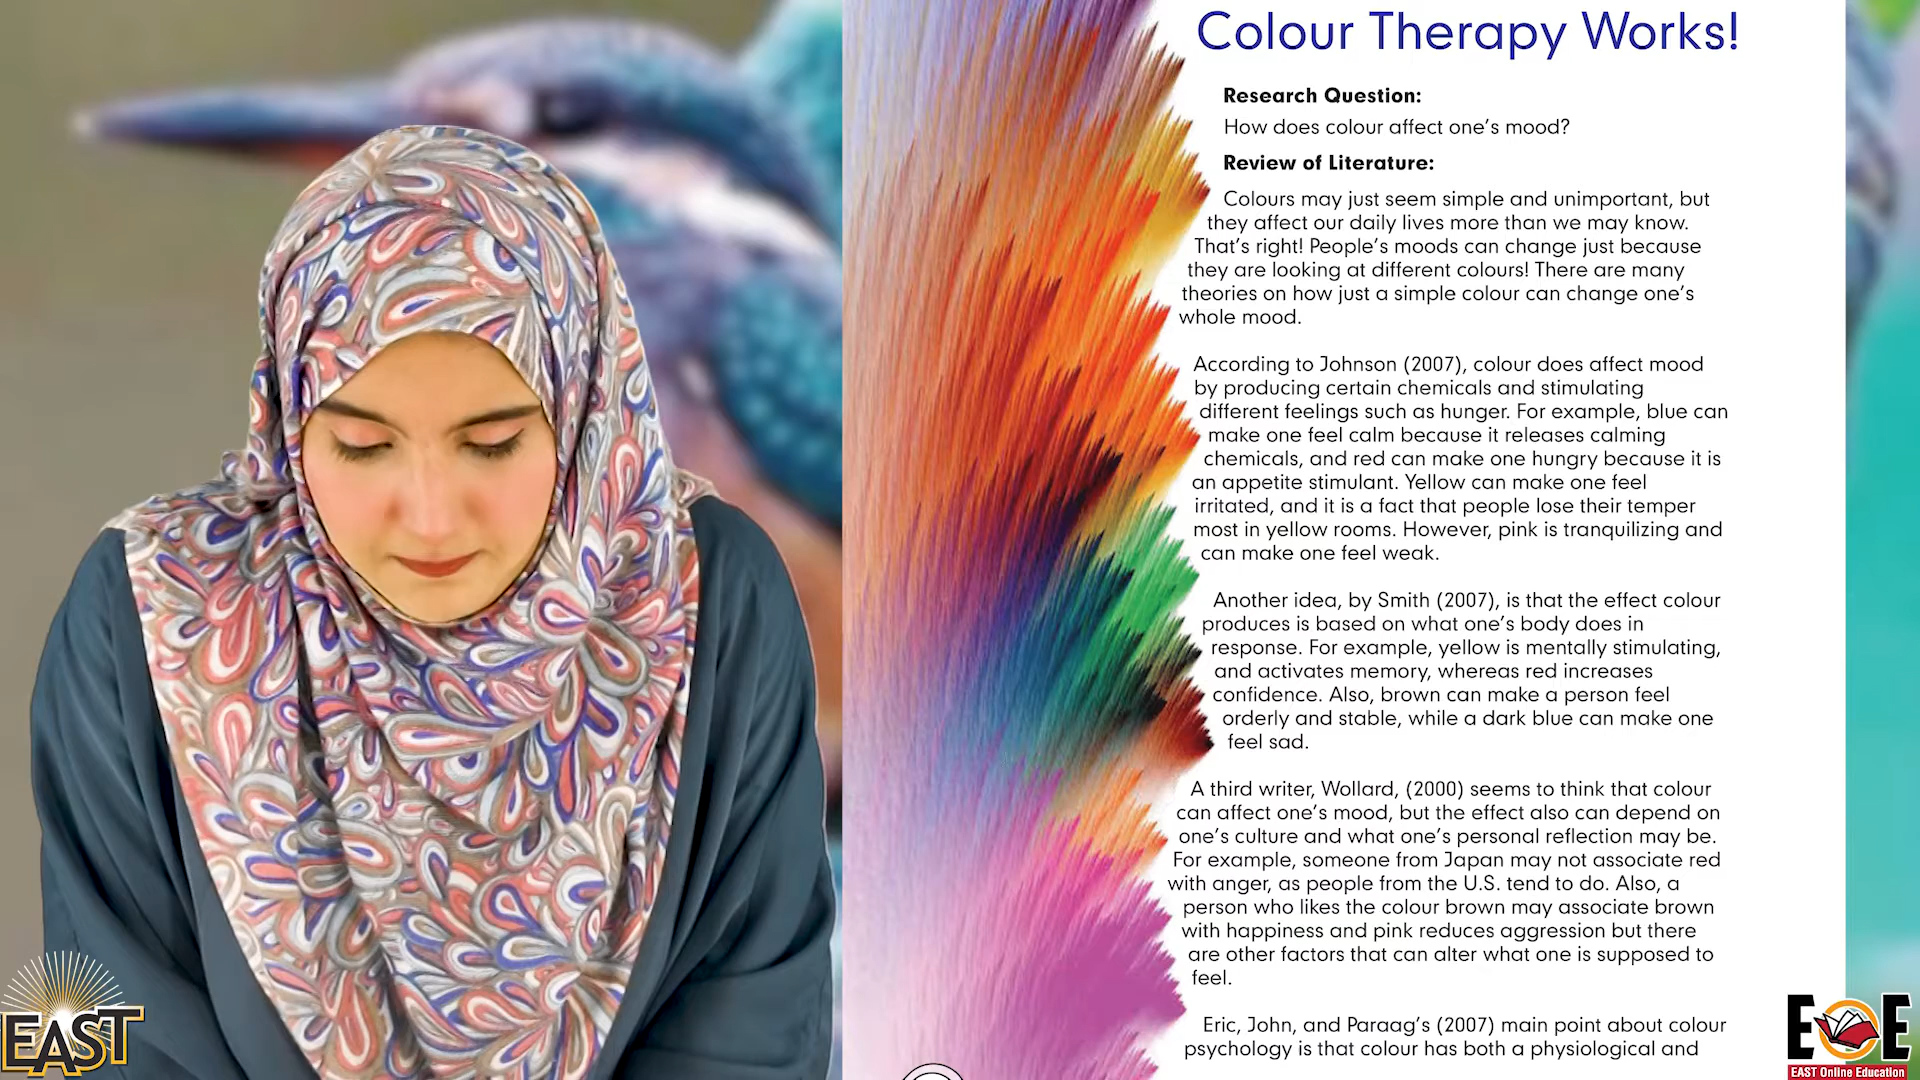 Colour Therapy Works!
Research Question:
How does colour affect one's mood?
Review of Literature:
Colours may just seem simple and unimportant, but
they affect our daily lives more than we may know.
That's right! People's moods can change just because
they are looking at different colours! There are many
theories on how just a simple colour can change one's
whole mood.
According to Johnson (2007), colour does affect mood
by producing certain chemicals and stimulating
different feelings such as hunger. For example, blue can
make one feel calm because it releases calming
chemicals, and red can make one hungry because it is
an appetite stimulant. Yellow can make one feel
irritated, and it is a fact that people lose their temper
most in yellow rooms. However, pink is tranquilizing and
can make one feel weak.
Another idea, by Smith (2007), is that the effect colour
produces is based on what one's body does in
response. For example, yellow is mentally stimulating,
and activates memory, whereas red increases
confidence. Also, brown can make a person feel
orderly and stable, while a dark blue can make one
feel sad.
A third writer, Wollard, (2000) seems to think that colour
can affect one's mood, but the effect also can depend on
one's culture and what one's personal reflection may be.
For example, someone from Japan may not associate red
with anger, as people from the U.S. tend to do. Also, a
person who likes the colour brown may associate brown
with happiness and pink reduces aggression but there
are other factors that can alter what one is supposed to
feel.
Eric, John, and Paraag's (2007) main point about colour
psychology is that colour has both a physiological and
EAST
EOE
EAST Online Education